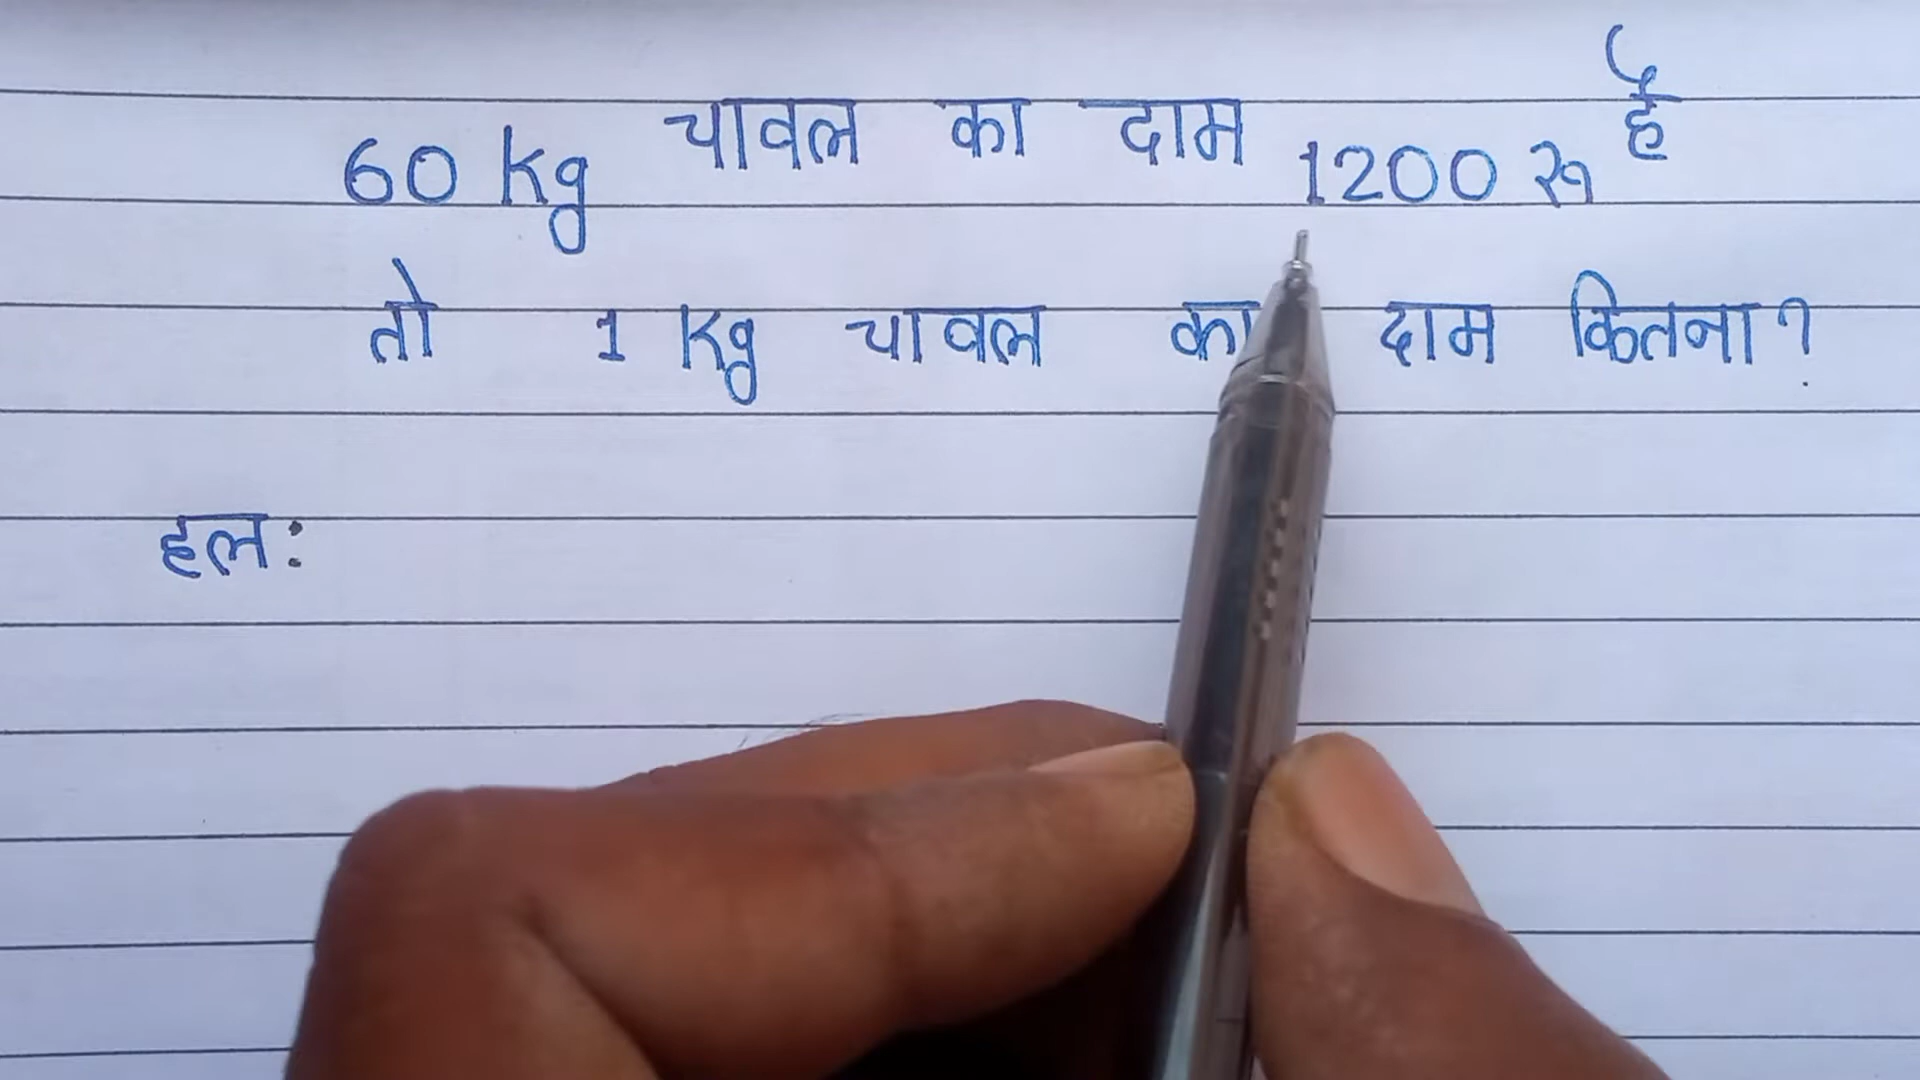 60 kg चावल का दाम 1200 रू है
तो 1 kg चावल का दाम कितना?
हल: